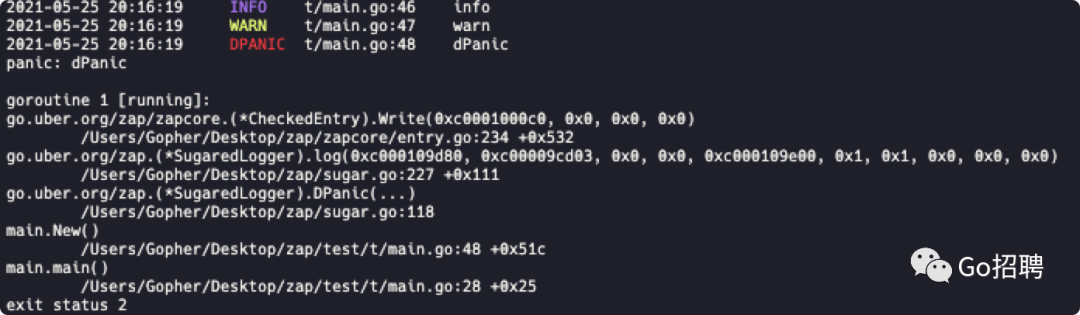 2021-05-25 20:16:19 INFO t/main.go:46 info
2021-05-25 20:16:19 WARN t/main.go:47 warn
2021-05-25 20:16:19 DPANIC t/main.go:48 dPanic
panic: dPanic
goroutine 1 [running]:
go.uber.org/zap/zapcore.(*CheckedEntry).Write(0xc0001000c0, 0x0, 0x0, 0x0)
/Users/Gopher/Desktop/zap/zapcore/entry.go:234 +0x532
go.uber.org/zap.(*SugaredLogger).log(0xc000109d80, 0xc00009cd03, 0x0, 0x0, 0xc000109e00, 0x1, 0x1, 0x0, 0x0, 0x0)
/Users/Gopher/Desktop/zap/sugar.go:227 +0x111
go.uber.org/zap.(*SugaredLogger).DPanic(...)
/Users/Gopher/Desktop/zap/sugar.go:118
main.New()
/Users/Gopher/Desktop/zap/test/t/main.go:48 +0x51c
main.main()
/Users/Gopher/Desktop/zap/test/t/main.go:28 +0x25
exit status 2
Go招聘